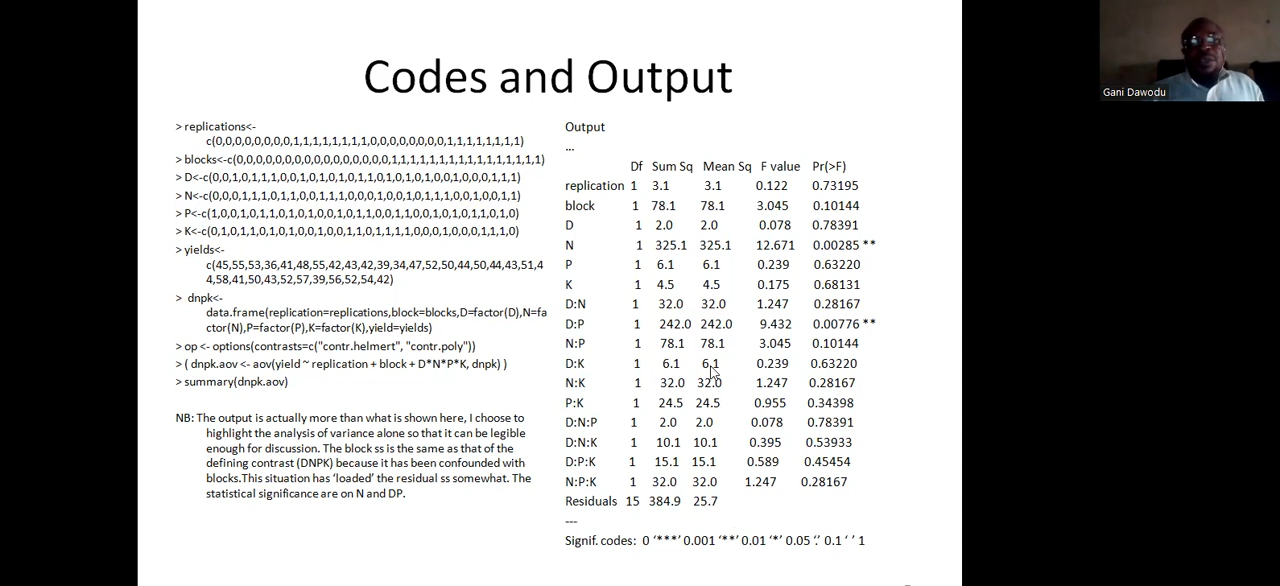 Codes and Output
> replications<-
c(0,0,0,0,0,0,0,0,1,1,1,1,1,1,1,1,0,0,0,0,0,0,0,0,1,1,1,1,1,1,1,1)
> blocks<-c(0,0,0,0,0,0,0,0,0,0,0,0,0,0,0,0,1,1,1,1,1,1,1,1,1,1,1,1,1,1,1,1)
> D<-c(0,0,1,0,1,1,1,0,0,1,0,1,0,1,0,1,1,0,1,0,1,0,1,0,0,1,0,0,0,1,1,1)
> N<-c(0,0,0,1,1,1,0,1,1,0,0,1,1,1,0,0,0,1,0,0,1,0,1,1,1,0,0,1,0,0,1,1)
> P<-c(1,0,0,1,0,1,1,0,1,0,1,0,0,1,0,1,1,0,0,1,1,0,0,1,0,1,0,1,1,0,1,0)
> K<-c(0,1,0,1,1,0,1,0,1,0,0,1,0,0,1,1,0,1,1,1,1,0,0,0,1,0,0,0,1,1,1,0)
> yields<-
c(45,55,53,36,41,48,55,42,43,42,39,34,47,52,50,44,50,44,43,51,4
4,58,41,50,43,52,57,39,56,52,54,42)
> dnpk<-
data.frame(replication=replications,block=blocks,D=factor(D),N=fa
ctor(N),P=factor(P),K=factor(K),yield=yields)
> op <- options(contrasts=c("contr.helmert", "contr.poly"))
> ( dnpk.aov <- aov(yield ~ replication + block + D*N*P*K, dnpk) )
> summary(dnpk.aov)
NB: The output is actually more than what is shown here, I choose to
highlight the analysis of variance alone so that it can be legible
enough for discussion. The block ss is the same as that of the
defining contrast (DNPK) because it has been confounded with
blocks.This situation has ‘loaded’ the residual ss somewhat. The
statistical significance are on N and DP.
Output
...
Df Sum Sq Mean Sq F value Pr(>F)
replication 1 3.1 3.1 0.122 0.73195
block 1 78.1 78.1 3.045 0.10144
D 1 2.0 2.0 0.078 0.78391
N 1 325.1 325.1 12.671 0.00285 **
P 1 6.1 6.1 0.239 0.63220
K 1 4.5 4.5 0.175 0.68131
D:N 1 32.0 32.0 1.247 0.28167
D:P 1 242.0 242.0 9.432 0.00776 **
N:P 1 78.1 78.1 3.045 0.10144
D:K 1 6.1 6.1 0.239 0.63220
N:K 1 32.0 32.0 1.247 0.28167
P:K 1 24.5 24.5 0.955 0.34398
D:N:P 1 2.0 2.0 0.078 0.78391
D:N:K 1 10.1 10.1 0.395 0.53933
D:P:K 1 15.1 15.1 0.589 0.45454
N:P:K 1 32.0 32.0 1.247 0.28167
Residuals 15 384.9 25.7
---
Signif. codes: 0 ‘***’ 0.001 ‘**’ 0.01 ‘*’ 0.05 ‘.’ 0.1 ‘ ’ 1
Gani Dawodu